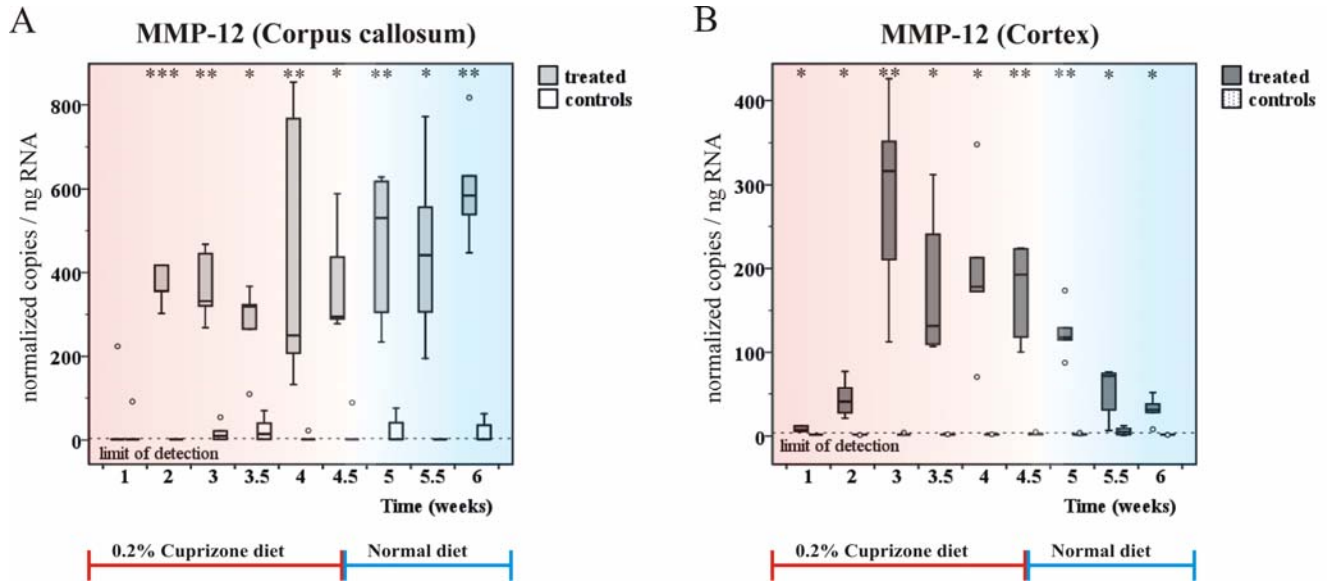 A
MMP-12 (Corpus callosum)
*** ** * ** * ** * **
treated
controls
normalized copies / ng RNA
800
600
400
200
0
limit of detection
1 2 3 3.5 4 4.5 5 5.5 6
Time (weeks)
0.2% Cuprizone diet
Normal diet
B
MMP-12 (Cortex)
* * ** * * ** ** * *
treated
controls
normalized copies / ng RNA
400
300
200
100
0
limit of detection
1 2 3 3.5 4 4.5 5 5.5 6
Time (weeks)
0.2% Cuprizone diet
Normal diet